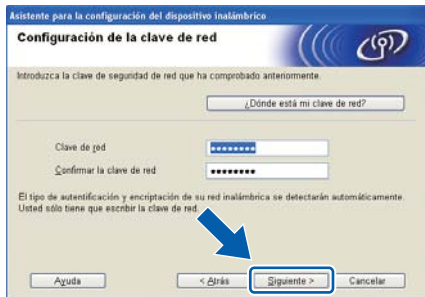 Asistente para la configuración del dispositivo inalámbrico
Configuración de la clave de red
Introduzca la clave de seguridad de red que ha comprobado anteriormente.
¿Dónde está mi clave de red?
Clave de red
Confirmar la clave de red
El tipo de autentificación y encriptación de su red inalámbrica se detectarán automáticamente.
Usted sólo tiene que escribir la clave de red.
Ayuda
< Atrás
Siguiente >
Cancelar